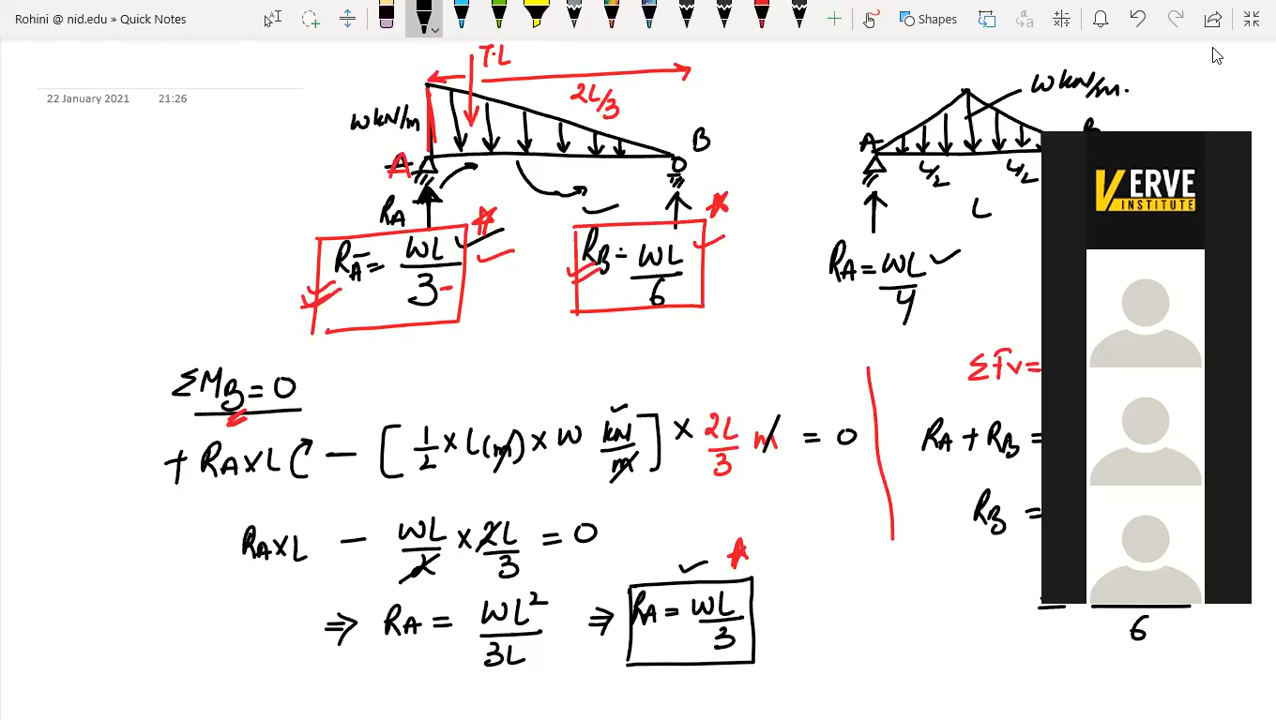 Rohini @ nid.edu » Quick Notes
Shapes
22 January 2021 21:26
T.L
2L/3
w kN/m
A
B
RA
RA = wL/3
RB = wL/6
w kN/m.
A
L/2
L/2
L
RA = wL/4
VERVE
INSTITUTE
ΣMB = 0
+ RA×L - [1/2 × L(m) × w kN/m] × 2L/3 m = 0
RA×L - wL/2 × 2L/3 = 0
⇒ RA = wL²/3L ⇒ RA = wL/3
ΣFv =
RA + RB =
RB =
6